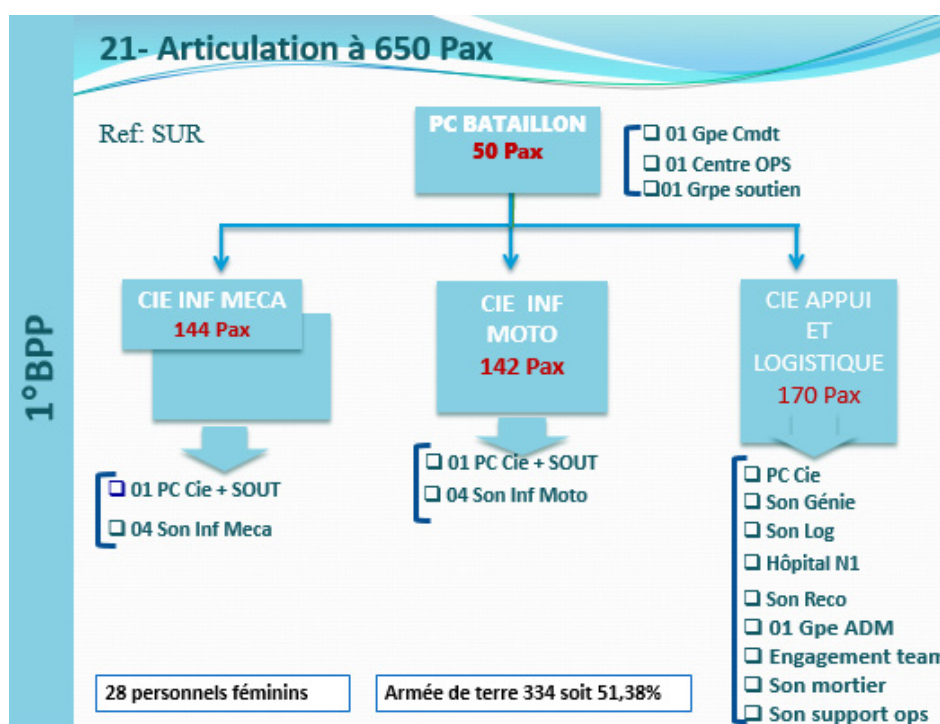 21- Articulation à 650 Pax
1°BPP
Ref: SUR
PC BATAILLON
50 Pax
❑ 01 Gpe Cmdt
❑ 01 Centre OPS
❑01 Grpe soutien
CIE INF MECA
144 Pax
❑ 01 PC Cie + SOUT
❑ 04 Son Inf Meca
CIE INF
MOTO
142 Pax
❑ 01 PC Cie + SOUT
❑ 04 Son Inf Moto
CIE APPUI
ET
LOGISTIQUE
170 Pax
❑ PC Cie
❑ Son Génie
❑ Son Log
❑ Hôpital N1
❑ Son Reco
❑ 01 Gpe ADM
❑ Engagement team
❑ Son mortier
❑ Son support ops
28 personnels féminins
Armée de terre 334 soit 51,38%